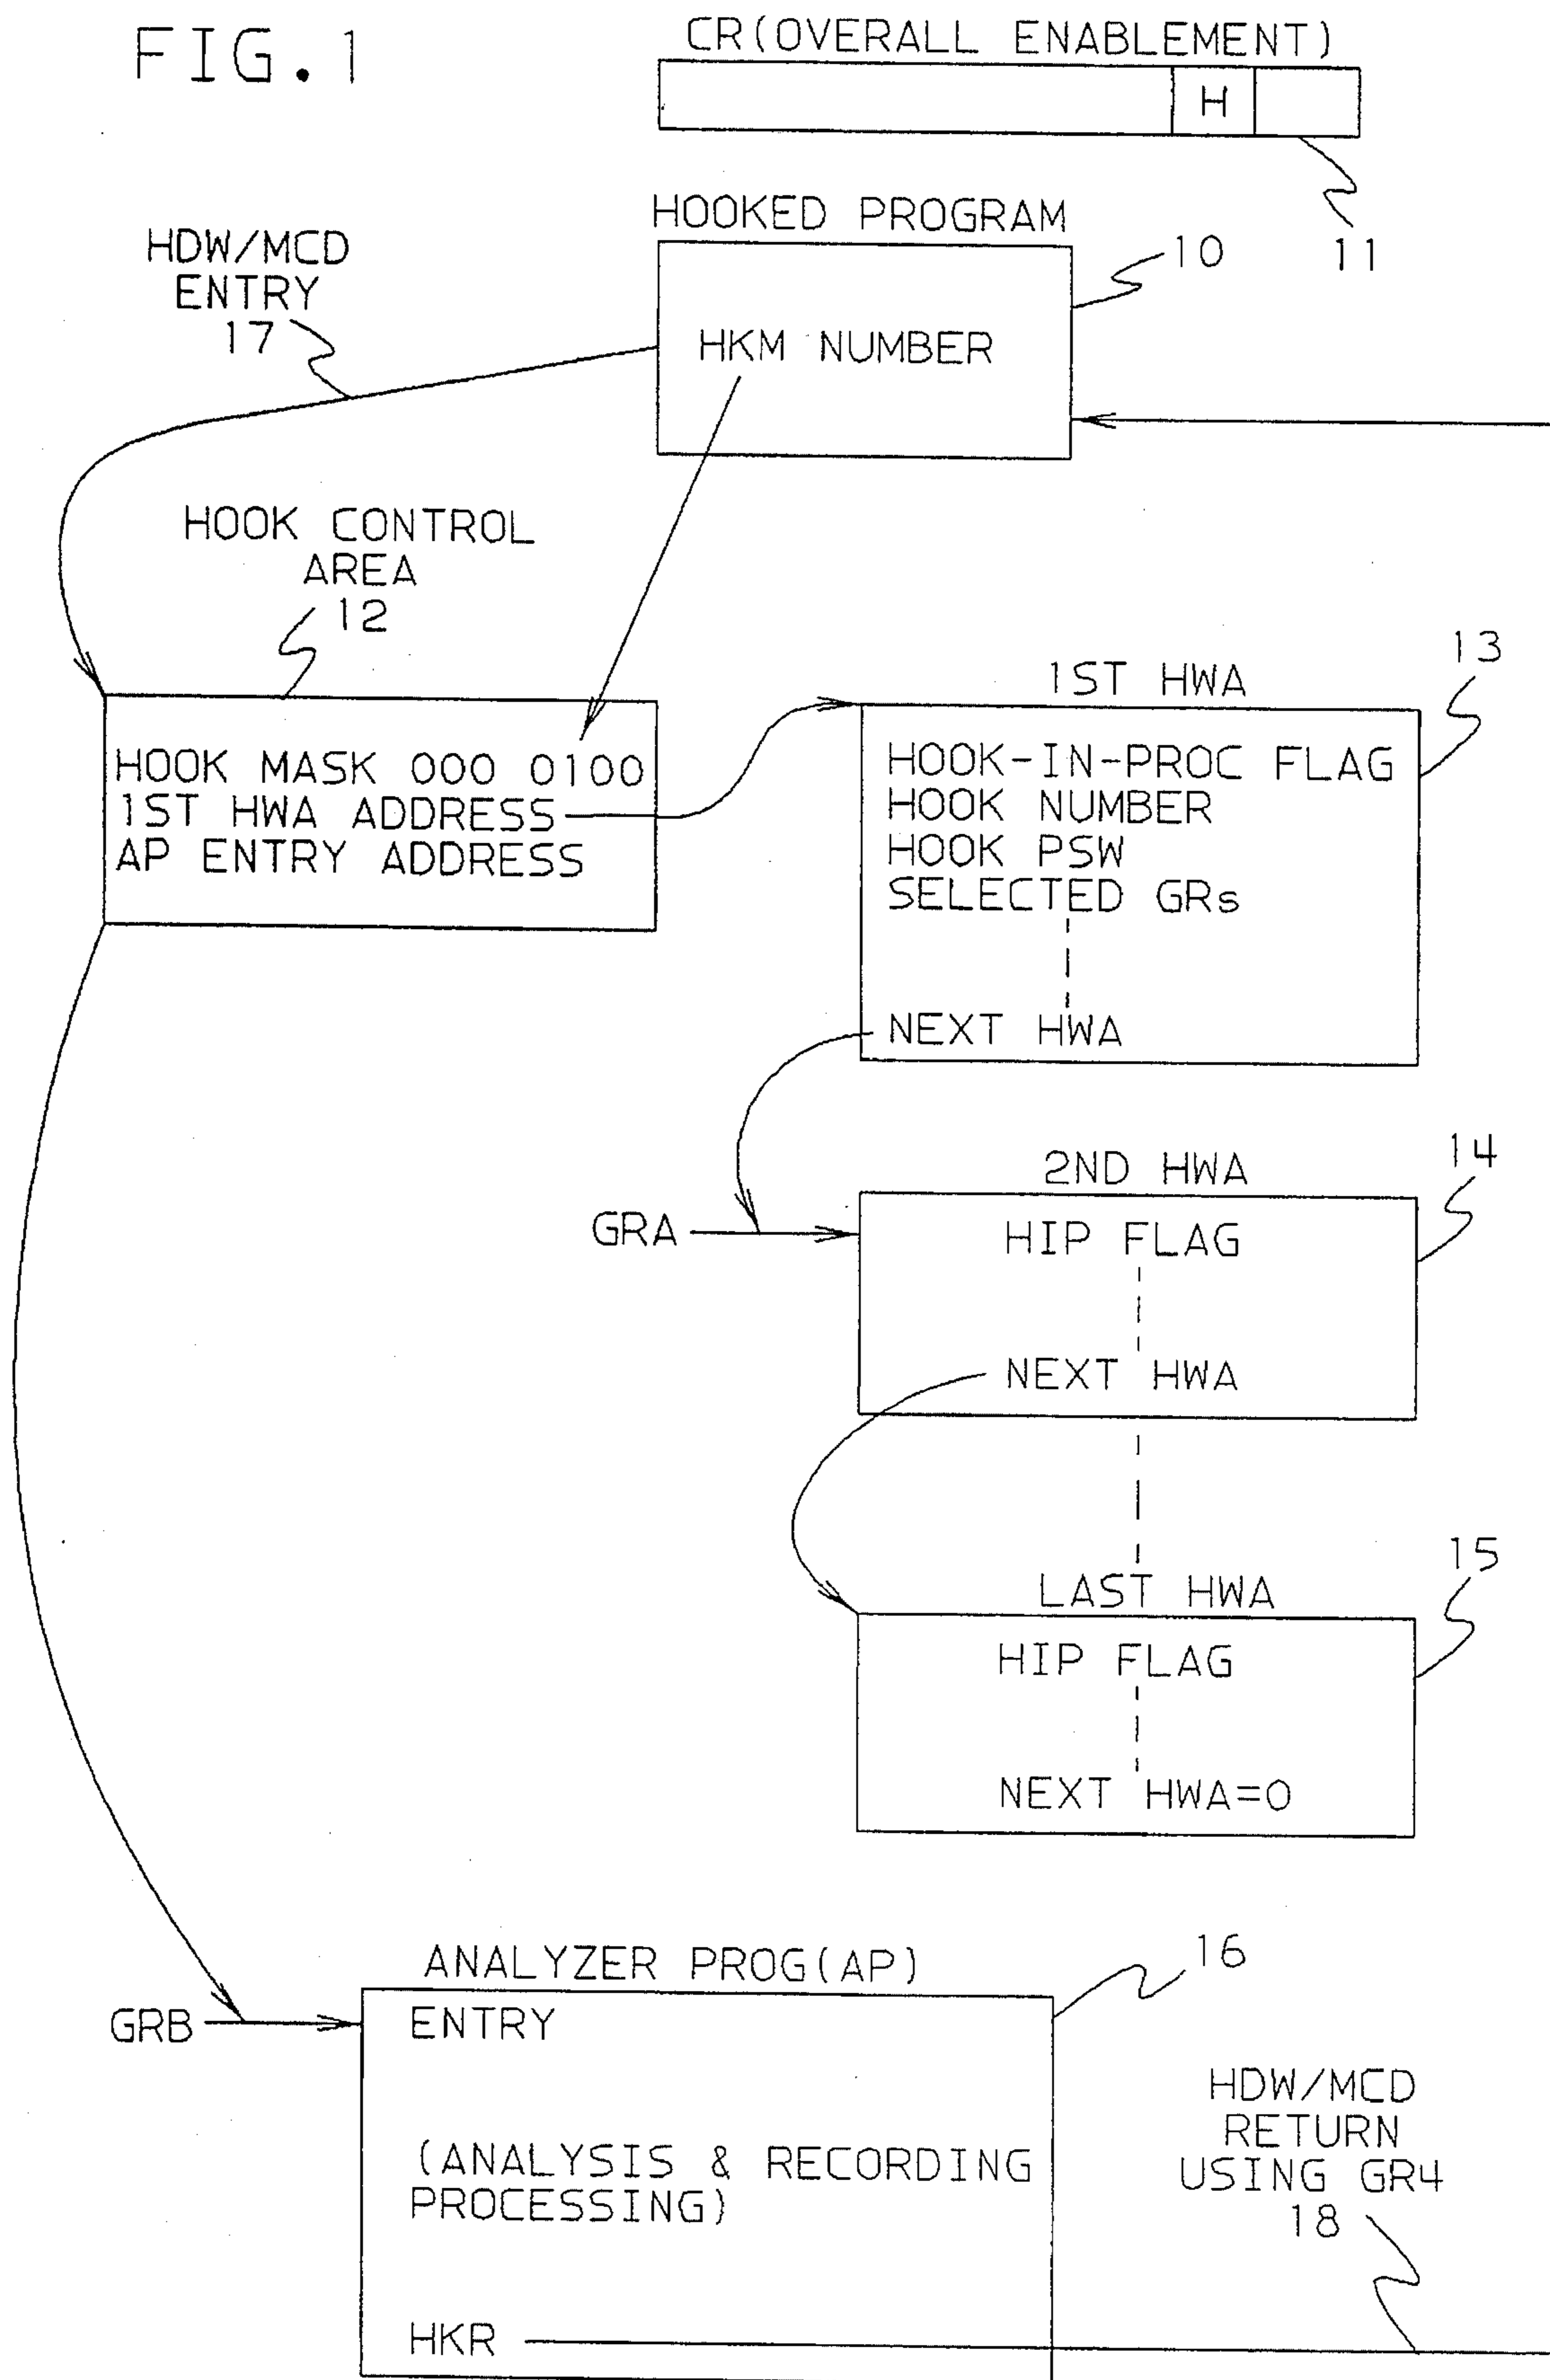 FIG. 1
CR(OVERALL ENABLEMENT)
H
11
HOOKED PROGRAM
10
HKM NUMBER
HDW/MCD
ENTRY
17
HOOK CONTROL
AREA
12
HOOK MASK 000 0100
1ST HWA ADDRESS
AP ENTRY ADDRESS
13
1ST HWA
HOOK-IN-PROC FLAG
HOOK NUMBER
HOOK PSW
SELECTED GRs
NEXT HWA
14
2ND HWA
GRA
HIP FLAG
NEXT HWA
15
LAST HWA
HIP FLAG
NEXT HWA=0
16
ANALYZER PROG(AP)
GRB
ENTRY
(ANALYSIS & RECORDING
PROCESSING)
HKR
HDW/MCD
RETURN
USING GR4
18